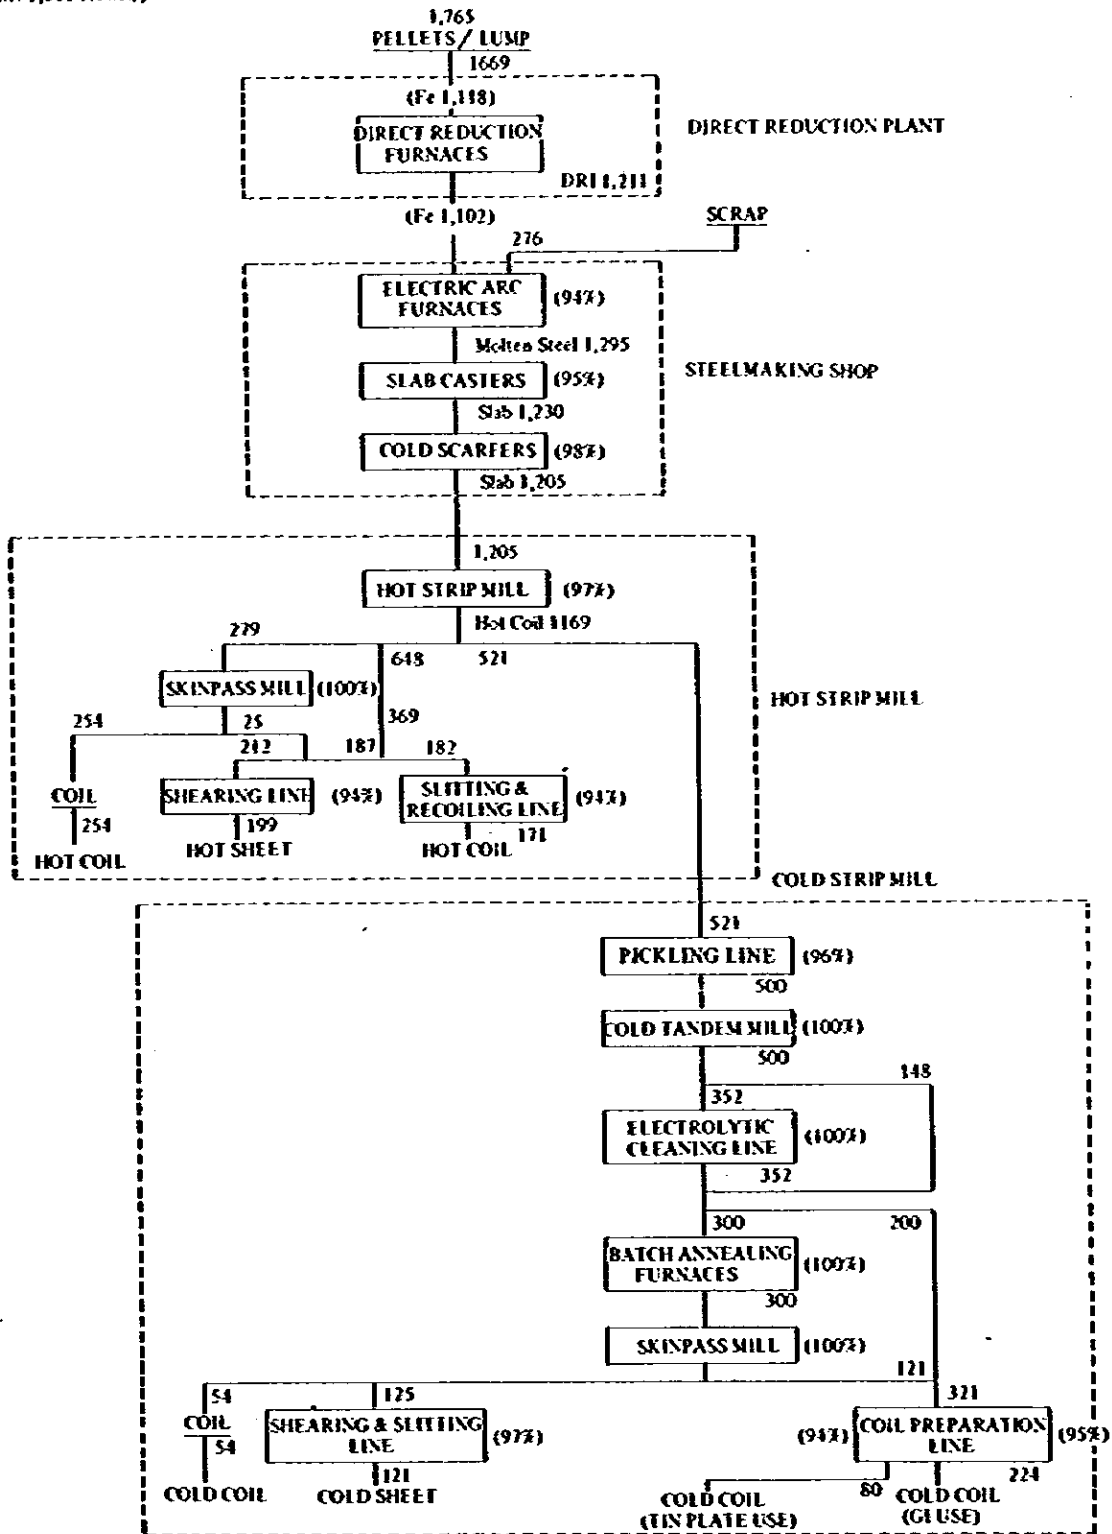 1,765
PELLETS / LUMP
1669
(Fe 1,118)
DIRECT REDUCTION
FURNACES
DIRECT REDUCTION PLANT
DRI 1,211
(Fe 1,102)
SCRAP
276
ELECTRIC ARC
FURNACES
(94%)
Molten Steel 1,295
SLAB CASTERS
(95%)
STEELMAKING SHOP
Slab 1,230
COLD SCARFERS
(98%)
Slab 1,205
1,205
HOT STRIP MILL
(97%)
Hot Coil 1169
279
648
521
SKINPASS MILL
(100%)
HOT STRIP MILL
254
25
369
212
187
182
COIL
SHEARING LINE
(94%)
SLITTING &
RECOILING LINE
(94%)
254
199
171
HOT COIL
HOT SHEET
HOT COIL
COLD STRIP MILL
521
PICKLING LINE
(96%)
500
COLD TANDEM MILL
(100%)
500
148
352
ELECTROLYTIC
CLEANING LINE
(100%)
352
300
200
BATCH ANNEALING
FURNACES
(100%)
300
SKINPASS MILL
(100%)
121
54
125
321
COIL
SHEARING & SLITTING
LINE
(97%)
(94%)
COIL PREPARATION
LINE
(95%)
54
121
80
224
COLD COIL
COLD SHEET
COLD COIL
(TIN PLATE USE)
COLD COIL
(GI USE)